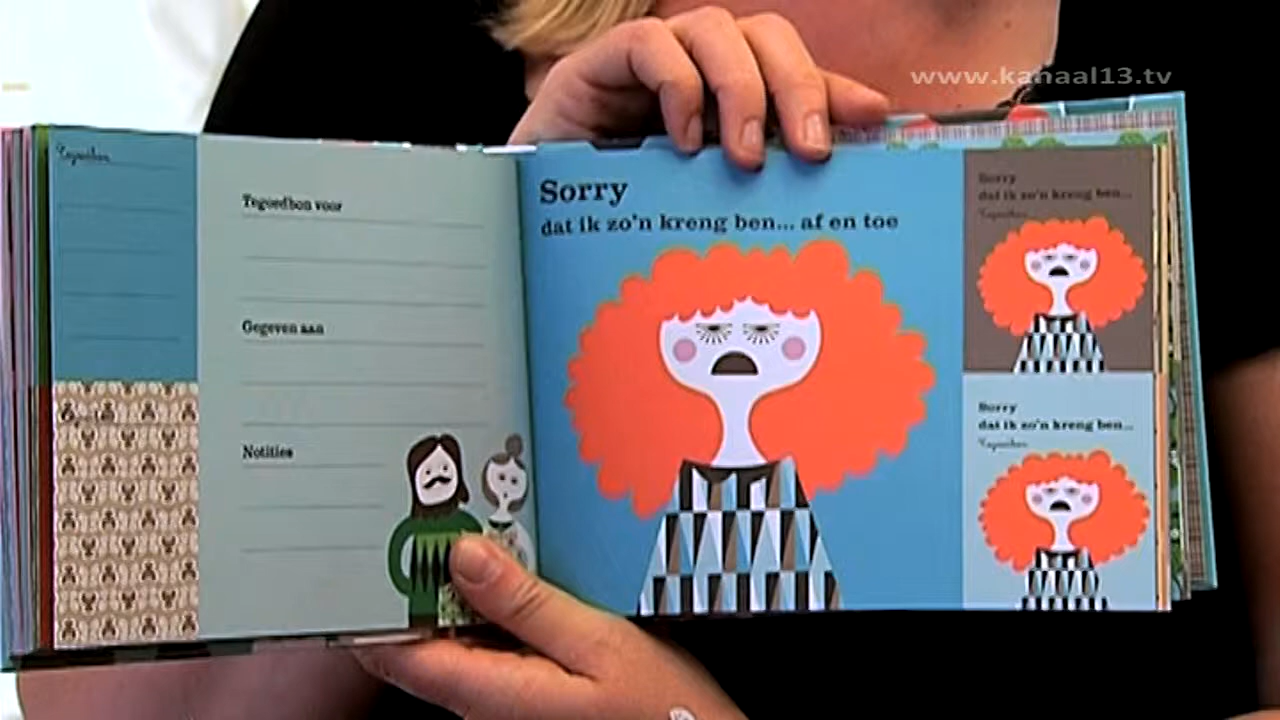 www.kanaal13.tv
Tegoedbon voor
Gegeven aan
Notities
Sorry
dat ik zo'n kreng ben... af en toe
Sorry
dat ik zo'n kreng ben...
Sorry
dat ik zo'n kreng ben...